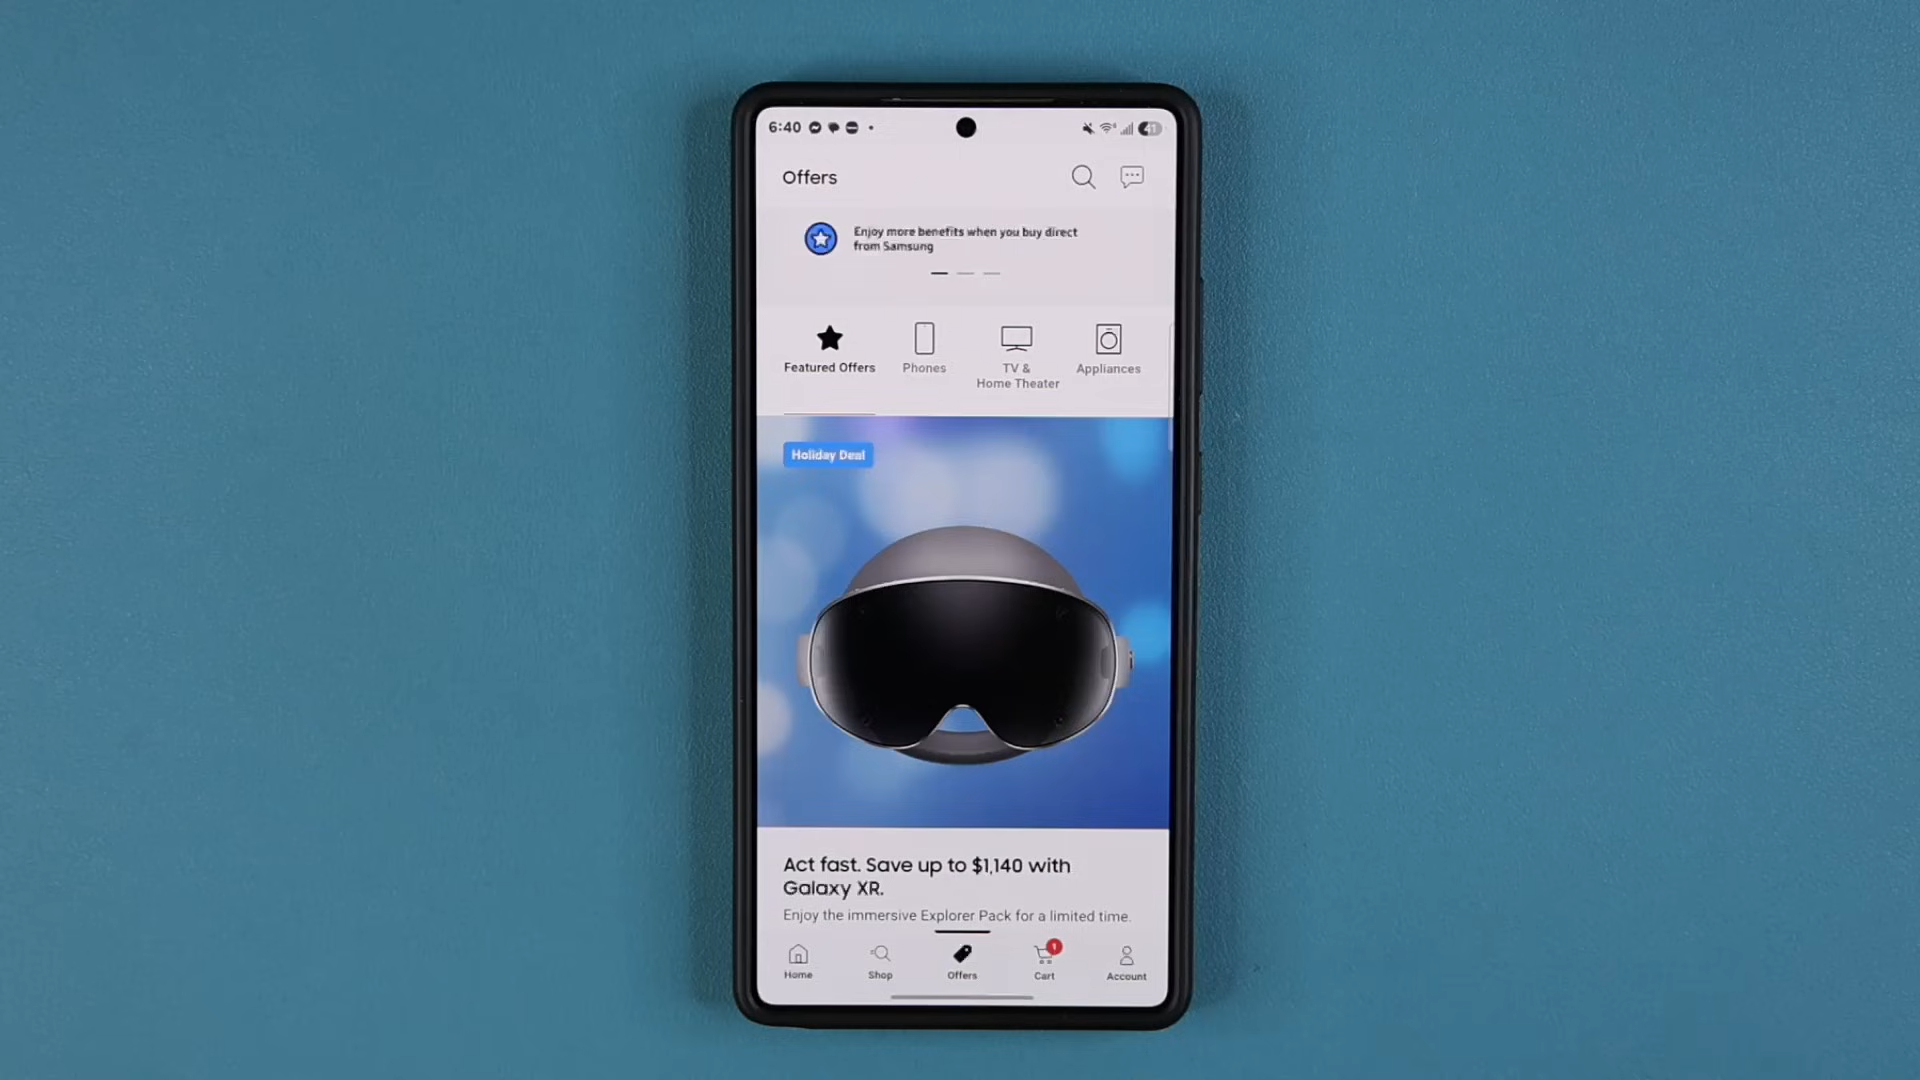 6:40
41
Offers
Enjoy more benefits when you buy direct
from Samsung
Featured Offers
Phones
TV &
Home Theater
Appliances
Holiday Deal
Act fast. Save up to $1,140 with
Galaxy XR.
Enjoy the immersive Explorer Pack for a limited time.
1
Home
Shop
Offers
Cart
Account